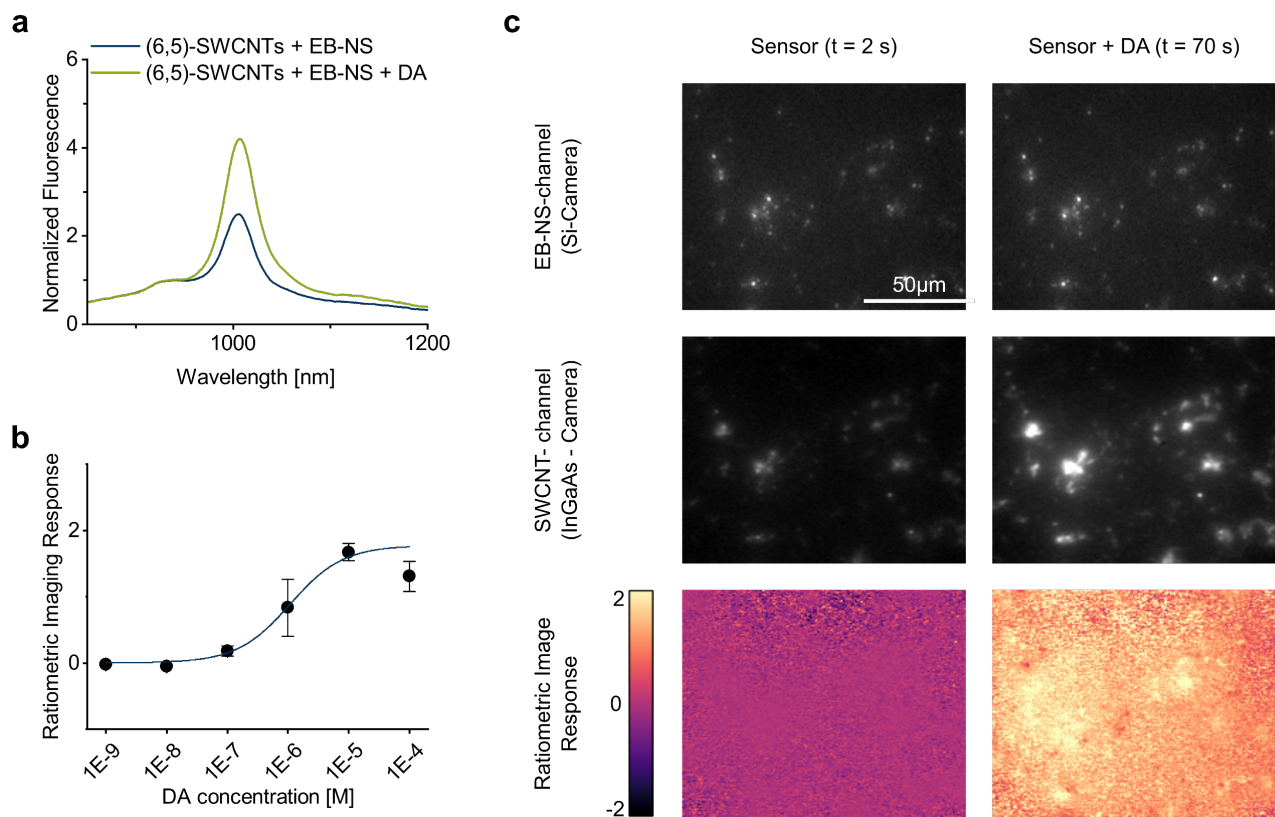 a
(6,5)-SWCNTs + EB-NS
(6,5)-SWCNTs + EB-NS + DA
Normalized Fluorescence
6
4
2
0
1000
1200
Wavelength [nm]
b
Ratiometric Imaging Response
2
0
1E-9
1E-8
1E-7
1E-6
1E-5
1E-4
DA concentration [M]
c
Sensor (t = 2 s)
Sensor + DA (t = 70 s)
EB-NS-channel
(Si-Camera)
50µm
SWCNT- channel
(InGaAs - Camera)
Ratiometric Image
Response
2
0
-2